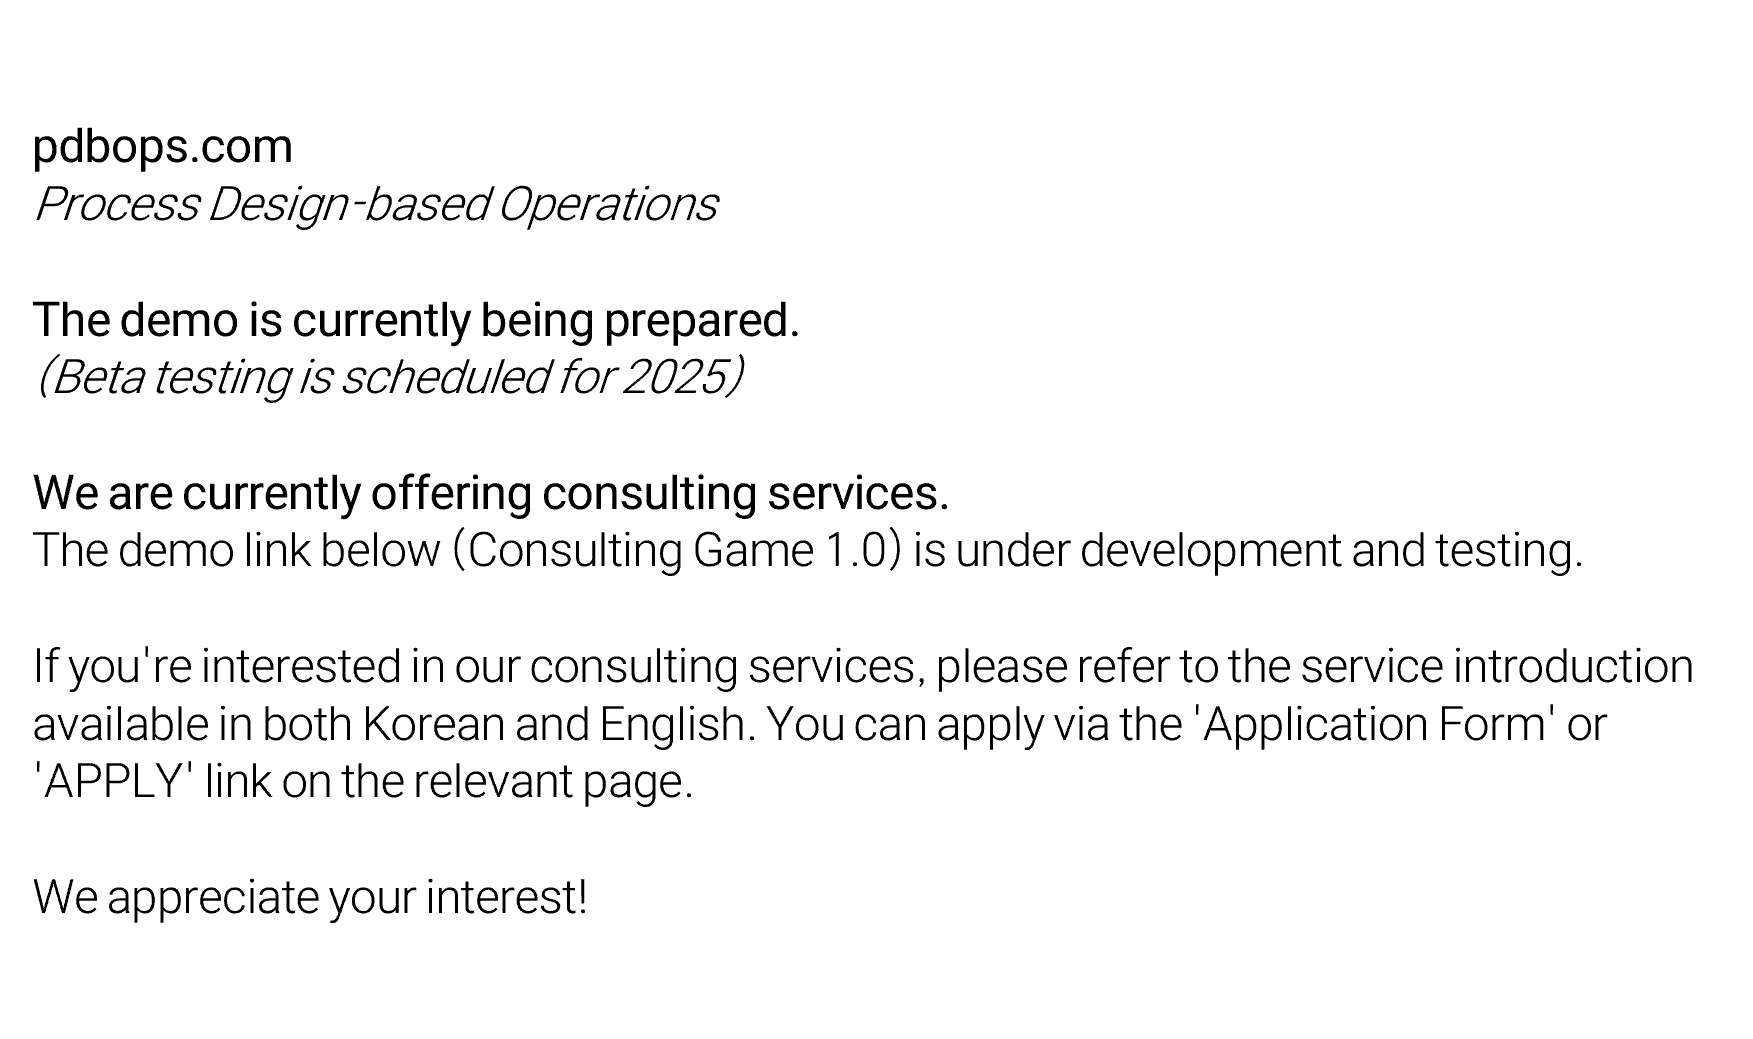 pdbops.com
Process Design-based Operations
The demo is currently being prepared.
(Beta testing is scheduled for 2025)
We are currently offering consulting services.
The demo link below (Consulting Game 1.0) is under development and testing.
If you're interested in our consulting services, please refer to the service introduction
available in both Korean and English. You can apply via the 'Application Form' or
'APPLY' link on the relevant page.
We appreciate your interest!